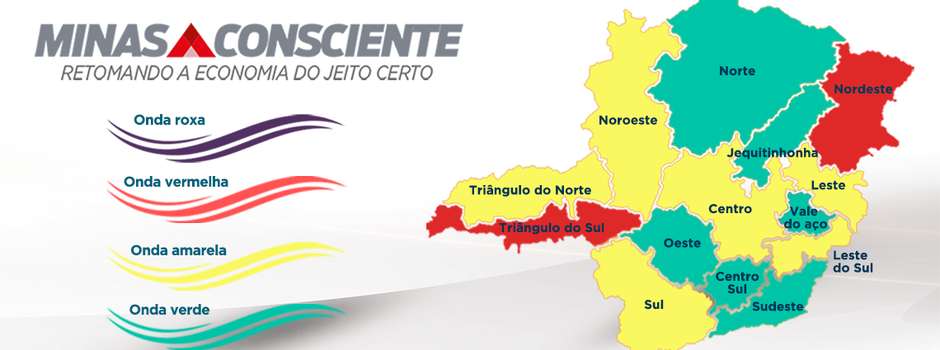 MINAS CONSCIENTE
RETOMANDO A ECONOMIA DO JEITO CERTO
Onda roxa
Onda vermelha
Onda amarela
Onda verde
Norte
Nordeste
Noroeste
Jequitinhonha
Triângulo do Norte
Leste
Centro
Vale
do aço
Triângulo do Sul
Oeste
Leste
do Sul
Centro
Sul
Sul
Sudeste